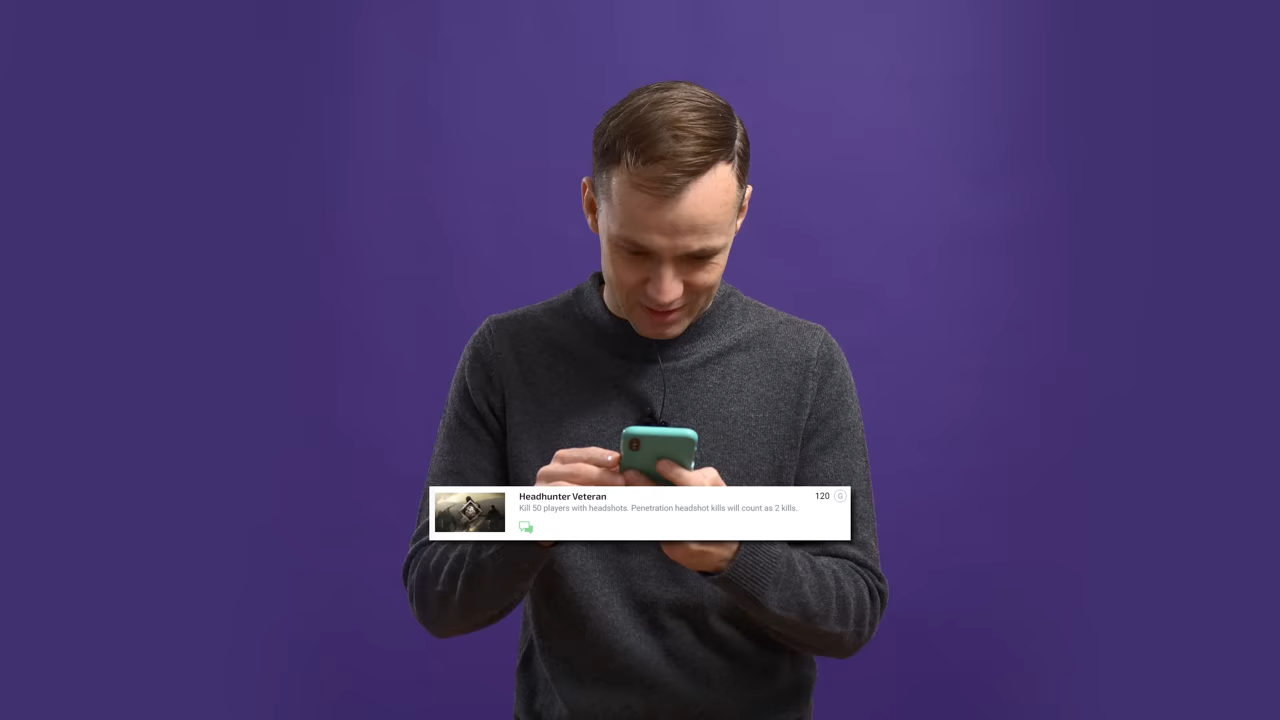 Headhunter Veteran
120 G
Kill 50 players with headshots. Penetration headshot kills will count as 2 kills.